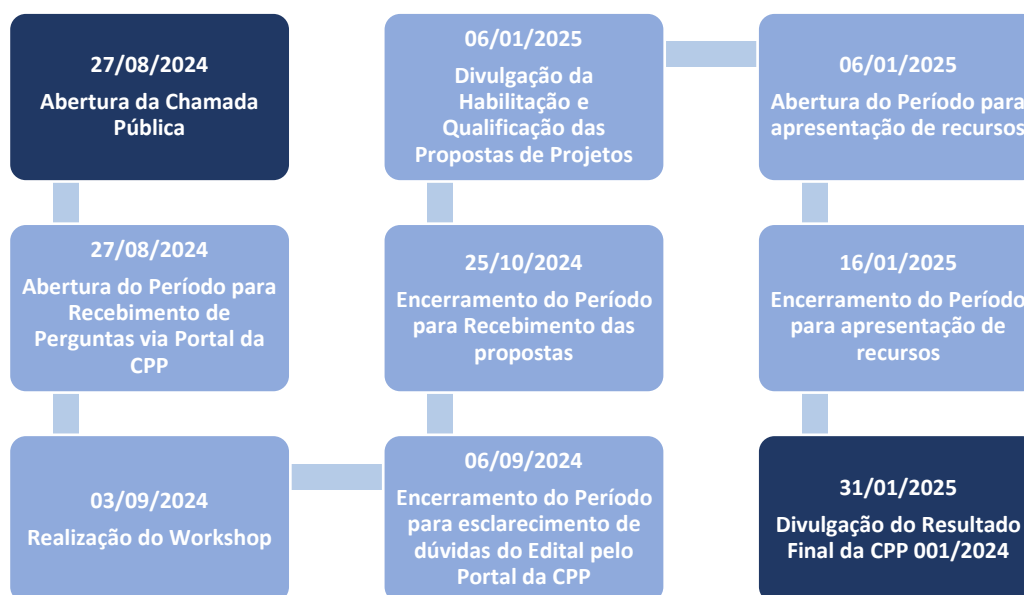 27/08/2024
Abertura da Chamada
Pública
27/08/2024
Abertura do Período para
Recebimento de
Perguntas via Portal da
CPP
03/09/2024
Realização do Workshop
06/09/2024
Encerramento do Período
para esclarecimento de
dúvidas do Edital pelo
Portal da CPP
25/10/2024
Encerramento do Período
para Recebimento das
propostas
06/01/2025
Divulgação da
Habilitação e
Qualificação das
Propostas de Projetos
06/01/2025
Abertura do Período para
apresentação de recursos
16/01/2025
Encerramento do Período
para apresentação de
recursos
31/01/2025
Divulgação do Resultado
Final da CPP 001/2024